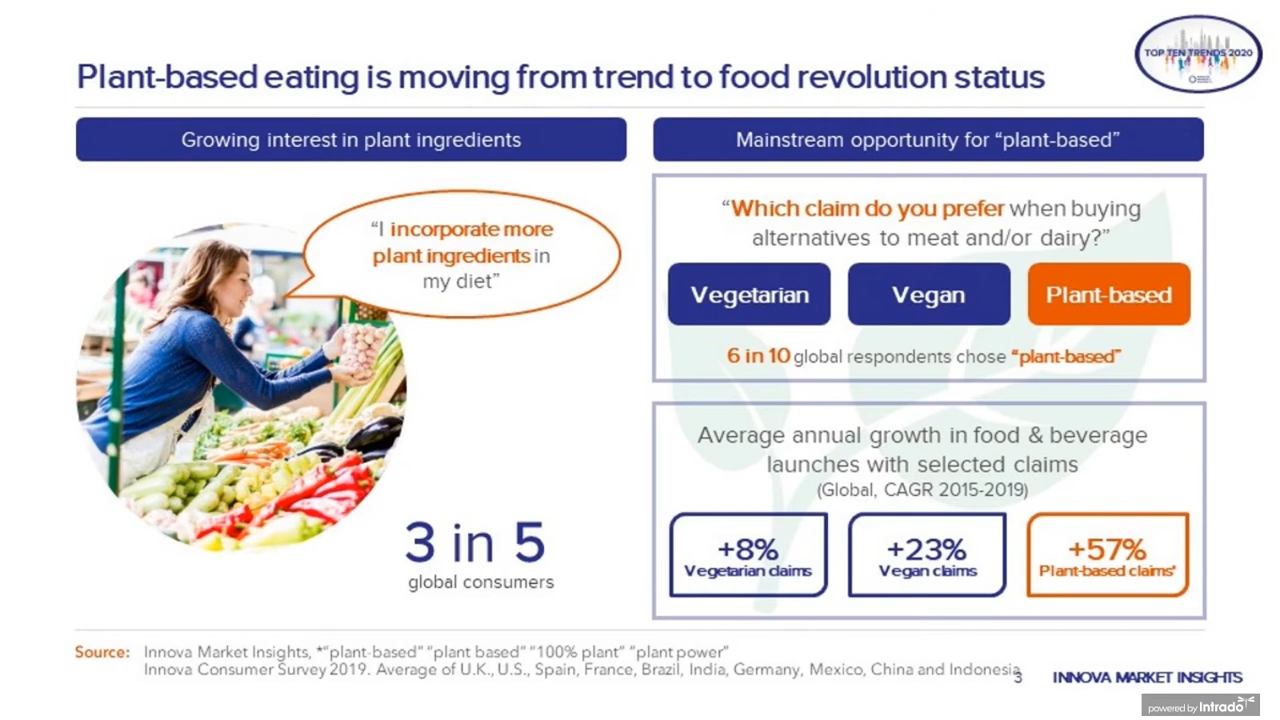 TOP TEN TRENDS 2020
Plant-based eating is moving from trend to food revolution status
Growing interest in plant ingredients
“I incorporate more
plant ingredients in
my diet”
3 in 5
global consumers
Mainstream opportunity for “plant-based”
“Which claim do you prefer when buying
alternatives to meat and/or dairy?”
Vegetarian
Vegan
Plant-based
6 in 10 global respondents chose “plant-based”
Average annual growth in food & beverage
launches with selected claims
(Global, CAGR 2015-2019)
+8%
Vegetarian claims
+23%
Vegan claims
+57%
Plant-based claims*
Source: Innova Market Insights, *“plant-based” “plant based” “100% plant” “plant power”
Innova Consumer Survey 2019. Average of U.K., U.S., Spain, France, Brazil, India, Germany, Mexico, China and Indonesia
3
INNOVA MARKET INSIGHTS
powered by Intrado